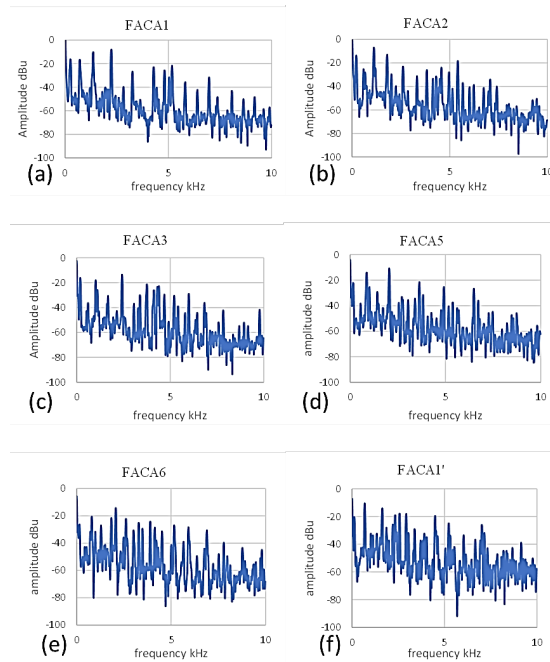 FACA1
0
-20
-40
-60
-80
-100
Amplitude dBu
0 5 10
frequency kHz
(a)
FACA2
0
-20
-40
-60
-80
-100
Amplitude dBu
0 5 10
frequency kHz
(b)
FACA3
0
-20
-40
-60
-80
-100
Amplitude dBu
0 5 10
frequency kHz
(c)
FACA5
0
-20
-40
-60
-80
-100
amplitude dBu
0 5 10
frequency kHz
(d)
FACA6
0
-20
-40
-60
-80
-100
amplitude dBu
0 5 10
frequency kHz
(e)
FACA1'
0
-20
-40
-60
-80
-100
amplitude dBu
0 5 10
frequency kHz
(f)